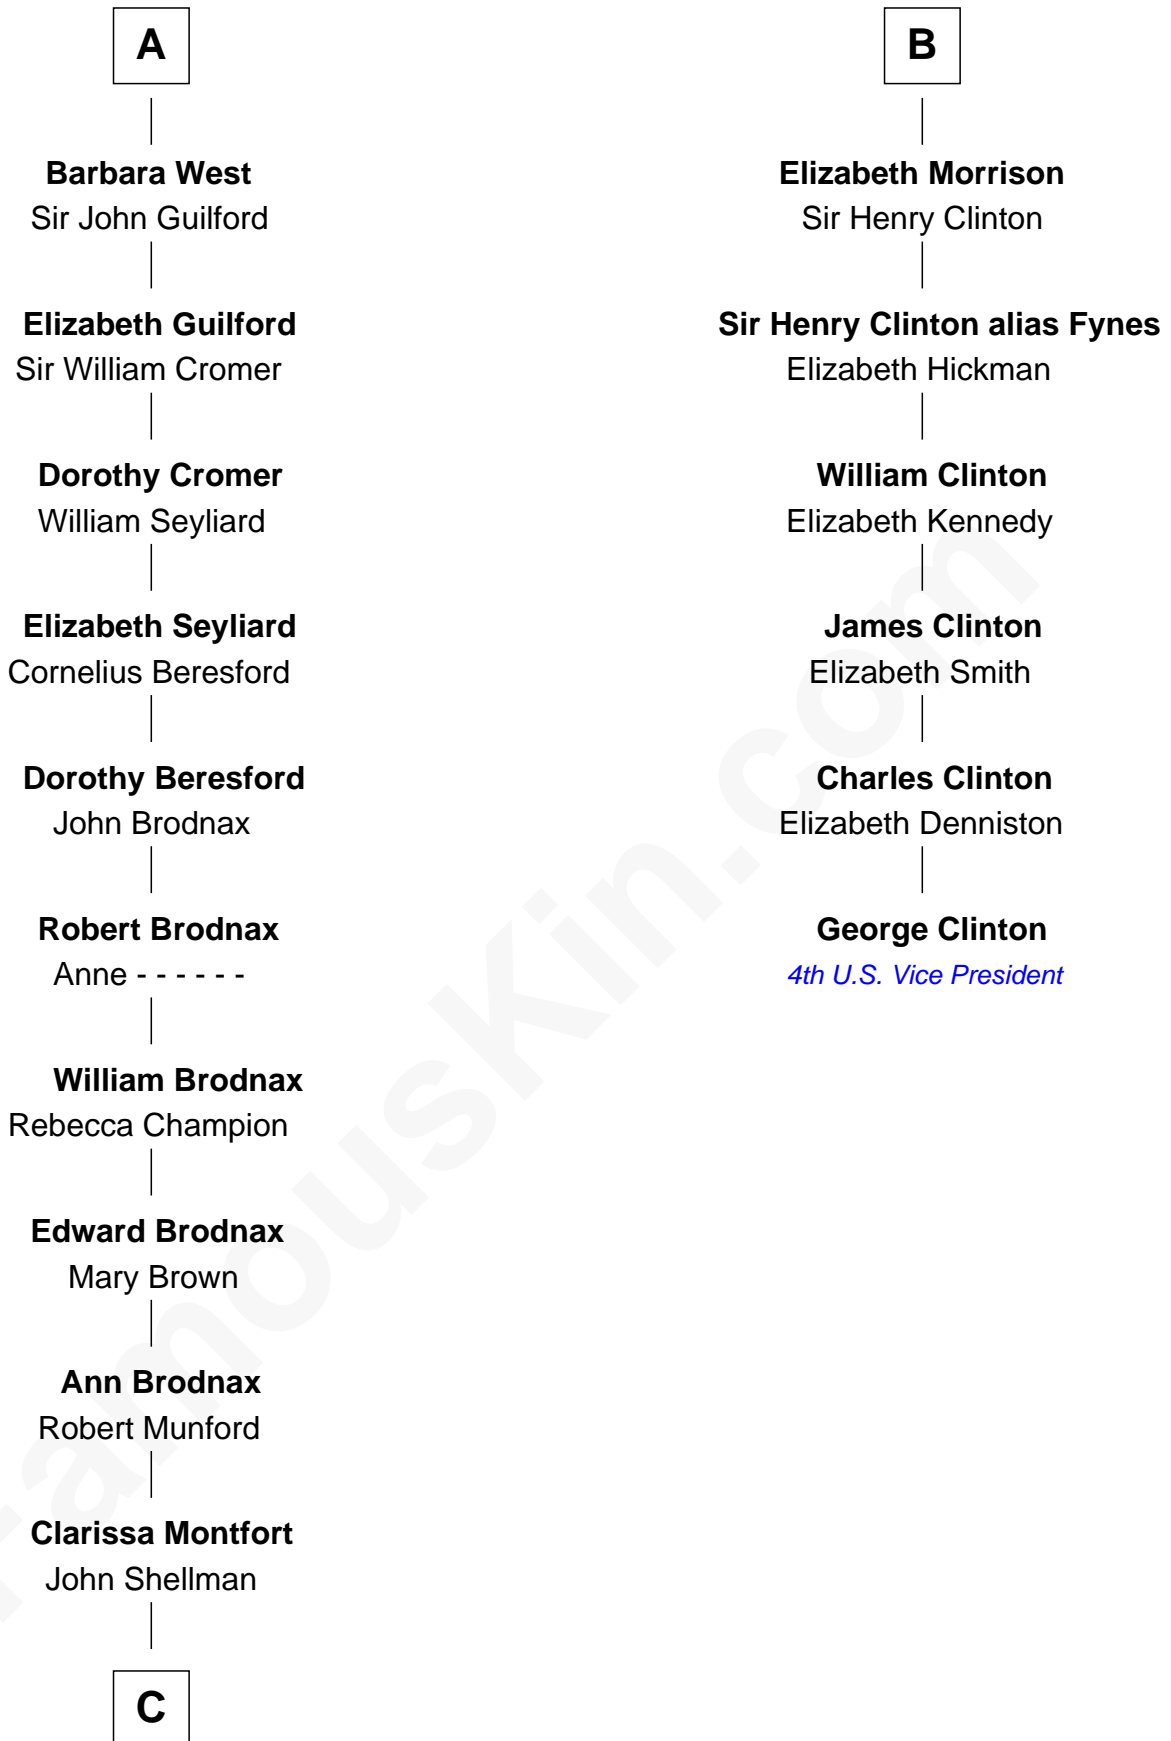 A
Barbara West
Sir John Guilford
Elizabeth Guilford
Sir William Cromer
Dorothy Cromer
William Seyliard
Elizabeth Seyliard
Cornelius Beresford
Dorothy Beresford
John Brodnax
Robert Brodnax
Anne - - - - - -
William Brodnax
Rebecca Champion
Edward Brodnax
Mary Brown
Ann Brodnax
Robert Munford
Clarissa Montfort
John Shellman
C
B
Elizabeth Morrison
Sir Henry Clinton
Sir Henry Clinton alias Fynes
Elizabeth Hickman
William Clinton
Elizabeth Kennedy
James Clinton
Elizabeth Smith
Charles Clinton
Elizabeth Denniston
George Clinton
4th U.S. Vice President
FamousKin.com